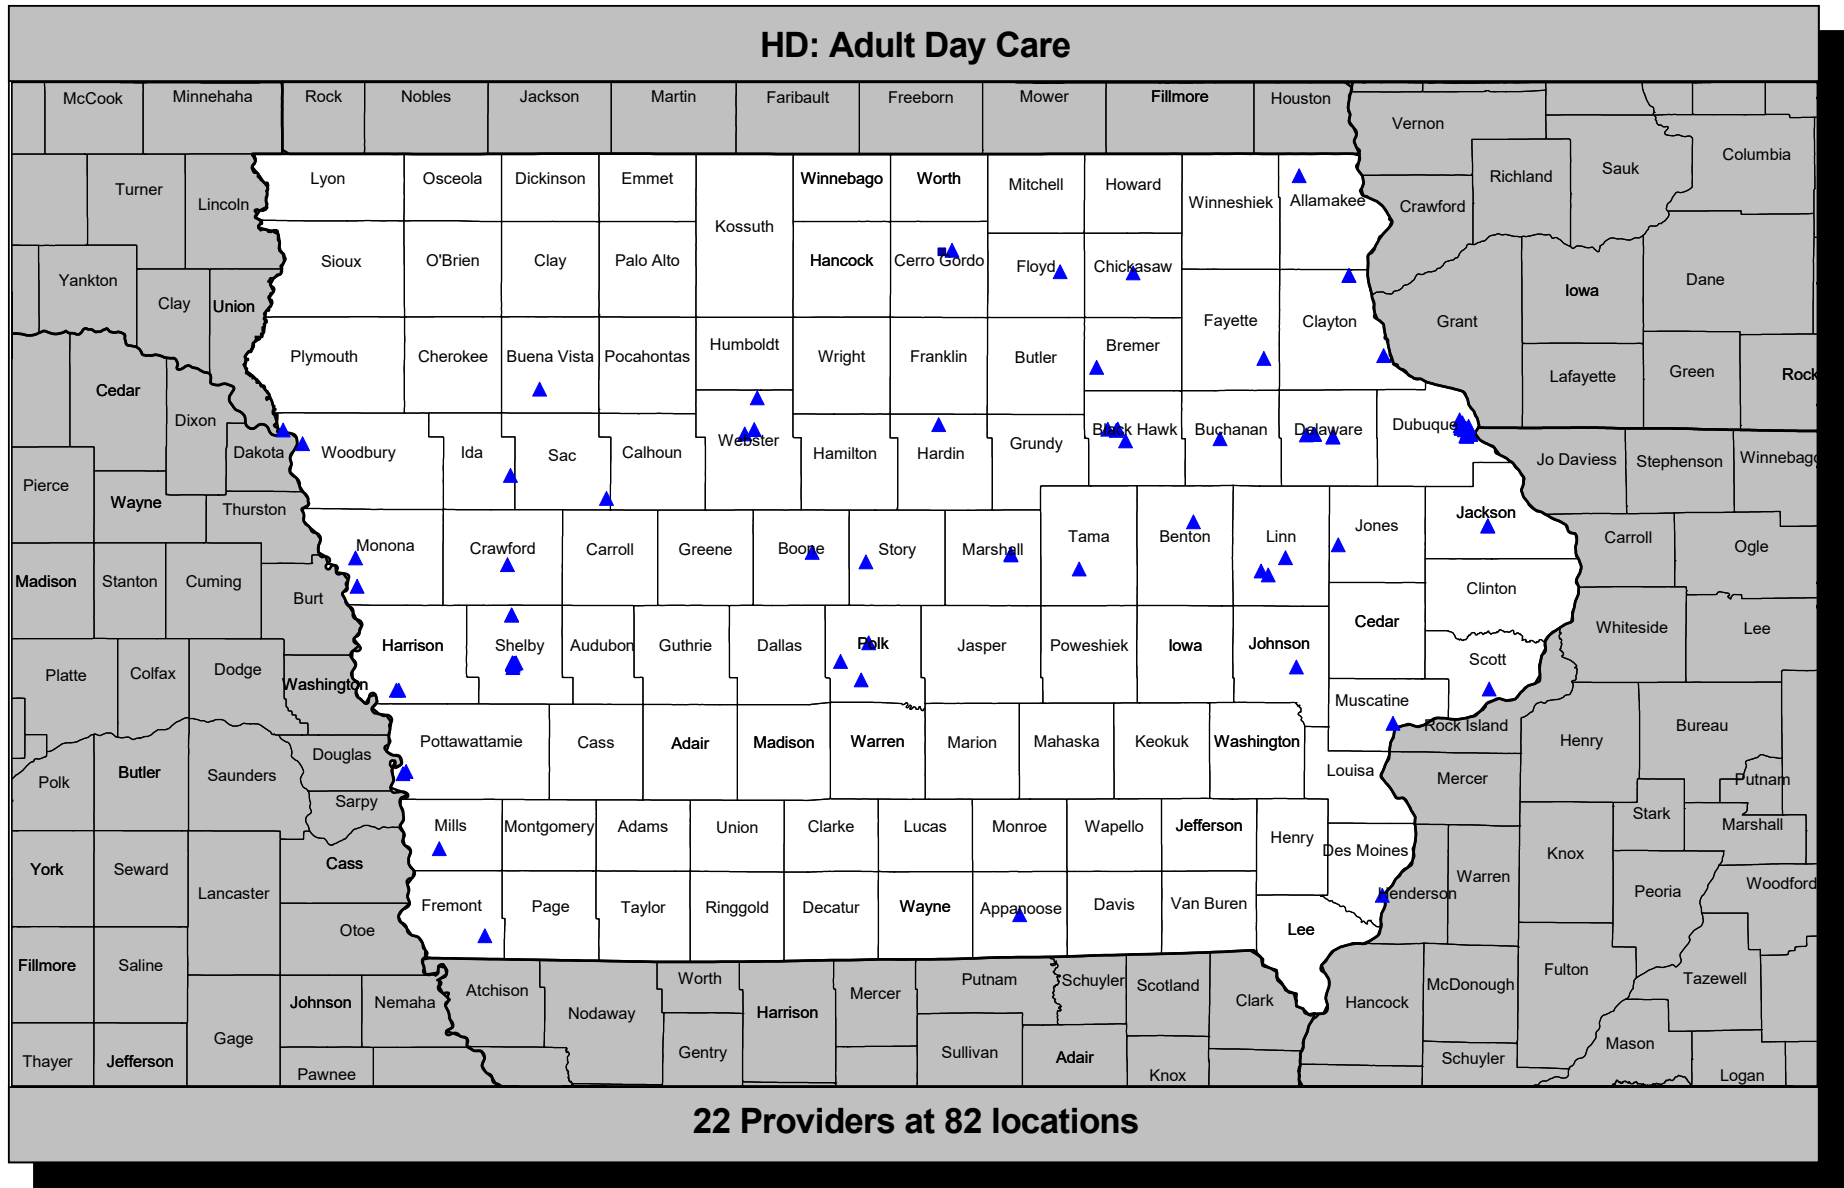 HD: Adult Day Care
McCook Minnehaha Rock Nobles Jackson Martin Faribault Freeborn Mower Fillmore Houston
Vernon Richland Sauk Columbia
Turner Lincoln Lyon Osceola Dickinson Emmet Kossuth Winnebago Worth Mitchell Howard Winneshiek Allamakee Crawford
Yankton Clay Union Sioux O'Brien Clay Palo Alto Hancock Cerro Gordo Floyd Chickasaw Iowa Dane
Plymouth Cherokee Buena Vista Pocahontas Humboldt Wright Franklin Butler Bremer Fayette Clayton Grant Lafayette Green Rock
Cedar Dixon Dakota Woodbury Ida Sac Calhoun Webster Hamilton Hardin Grundy Black Hawk Buchanan Delaware Dubuque Jo Daviess Stephenson Winnebago
Pierce Wayne Thurston Monona Crawford Carroll Greene Boone Story Marshall Tama Benton Linn Jones Jackson Carroll Ogle
Madison Stanton Cuming Burt Clinton Cedar Whiteside Lee
Harrison Shelby Audubon Guthrie Dallas Polk Jasper Poweshiek Iowa Johnson Scott
Platte Colfax Dodge Washington Muscatine Rock Island Henry Bureau Putnam
Douglas Pottawattamie Cass Adair Madison Warren Marion Mahaska Keokuk Washington Louisa Mercer
Polk Butler Saunders Sarpy Mills Montgomery Adams Union Clarke Lucas Monroe Wapello Jefferson Henry Des Moines Stark Marshall
York Seward Lancaster Cass Knox Warren Henderson Peoria Woodford
Otoe Fremont Page Taylor Ringgold Decatur Wayne Appanoose Davis Van Buren Lee
Fillmore Saline Johnson Nemaha Atchison Nodaway Worth Harrison Mercer Putnam Schuyler Scotland Clark Hancock McDonough Fulton Tazewell
Thayer Jefferson Gage Pawnee Gentry Sullivan Adair Knox Schuyler Mason Logan
22 Providers at 82 locations